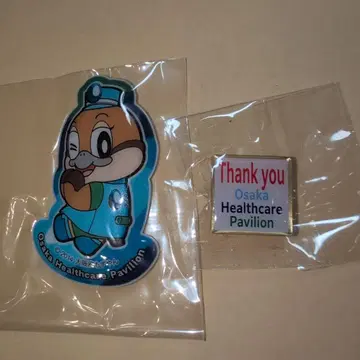 Osaka Healthcare Pavilion
Thank you
Osaka
Healthcare
Pavilion